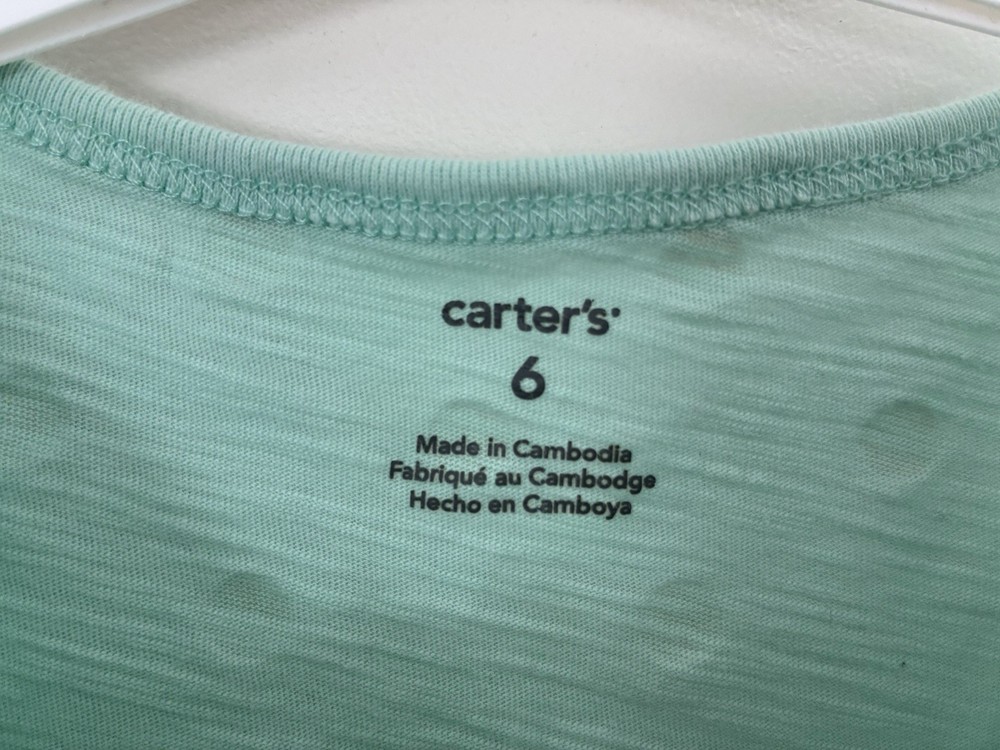 carter's
6
Made in Cambodia
Fabriqué au Cambodge
Hecho en Camboya